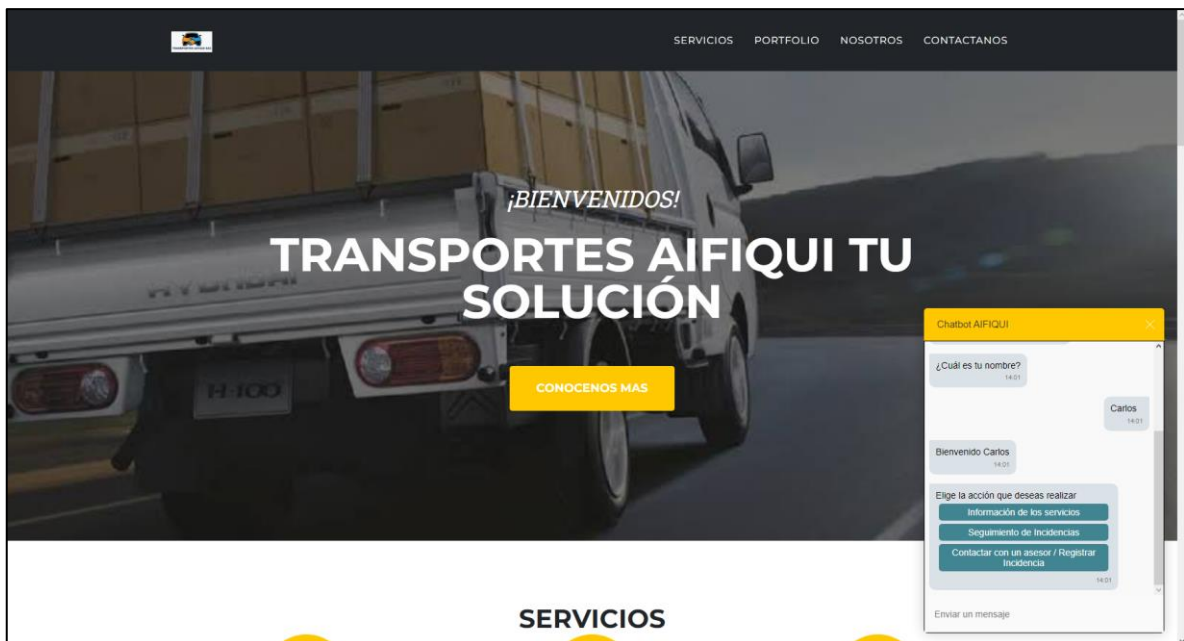 SERVICIOS PORTFOLIO NOSOTROS CONTACTANOS
¡BIENVENIDOS!
TRANSPORTES AIFIQUI TU
SOLUCIÓN
CONOCENOS MAS
HYUNDAI
H-100
SERVICIOS
Chatbot AIFIQUI
¿Cuál es tu nombre?
14:01
Carlos
14:01
Bienvenido Carlos
14:01
Elige la acción que deseas realizar
Información de los servicios
Seguimiento de Incidencias
Contactar con un asesor / Registrar
Incidencia
14:01
Enviar un mensaje